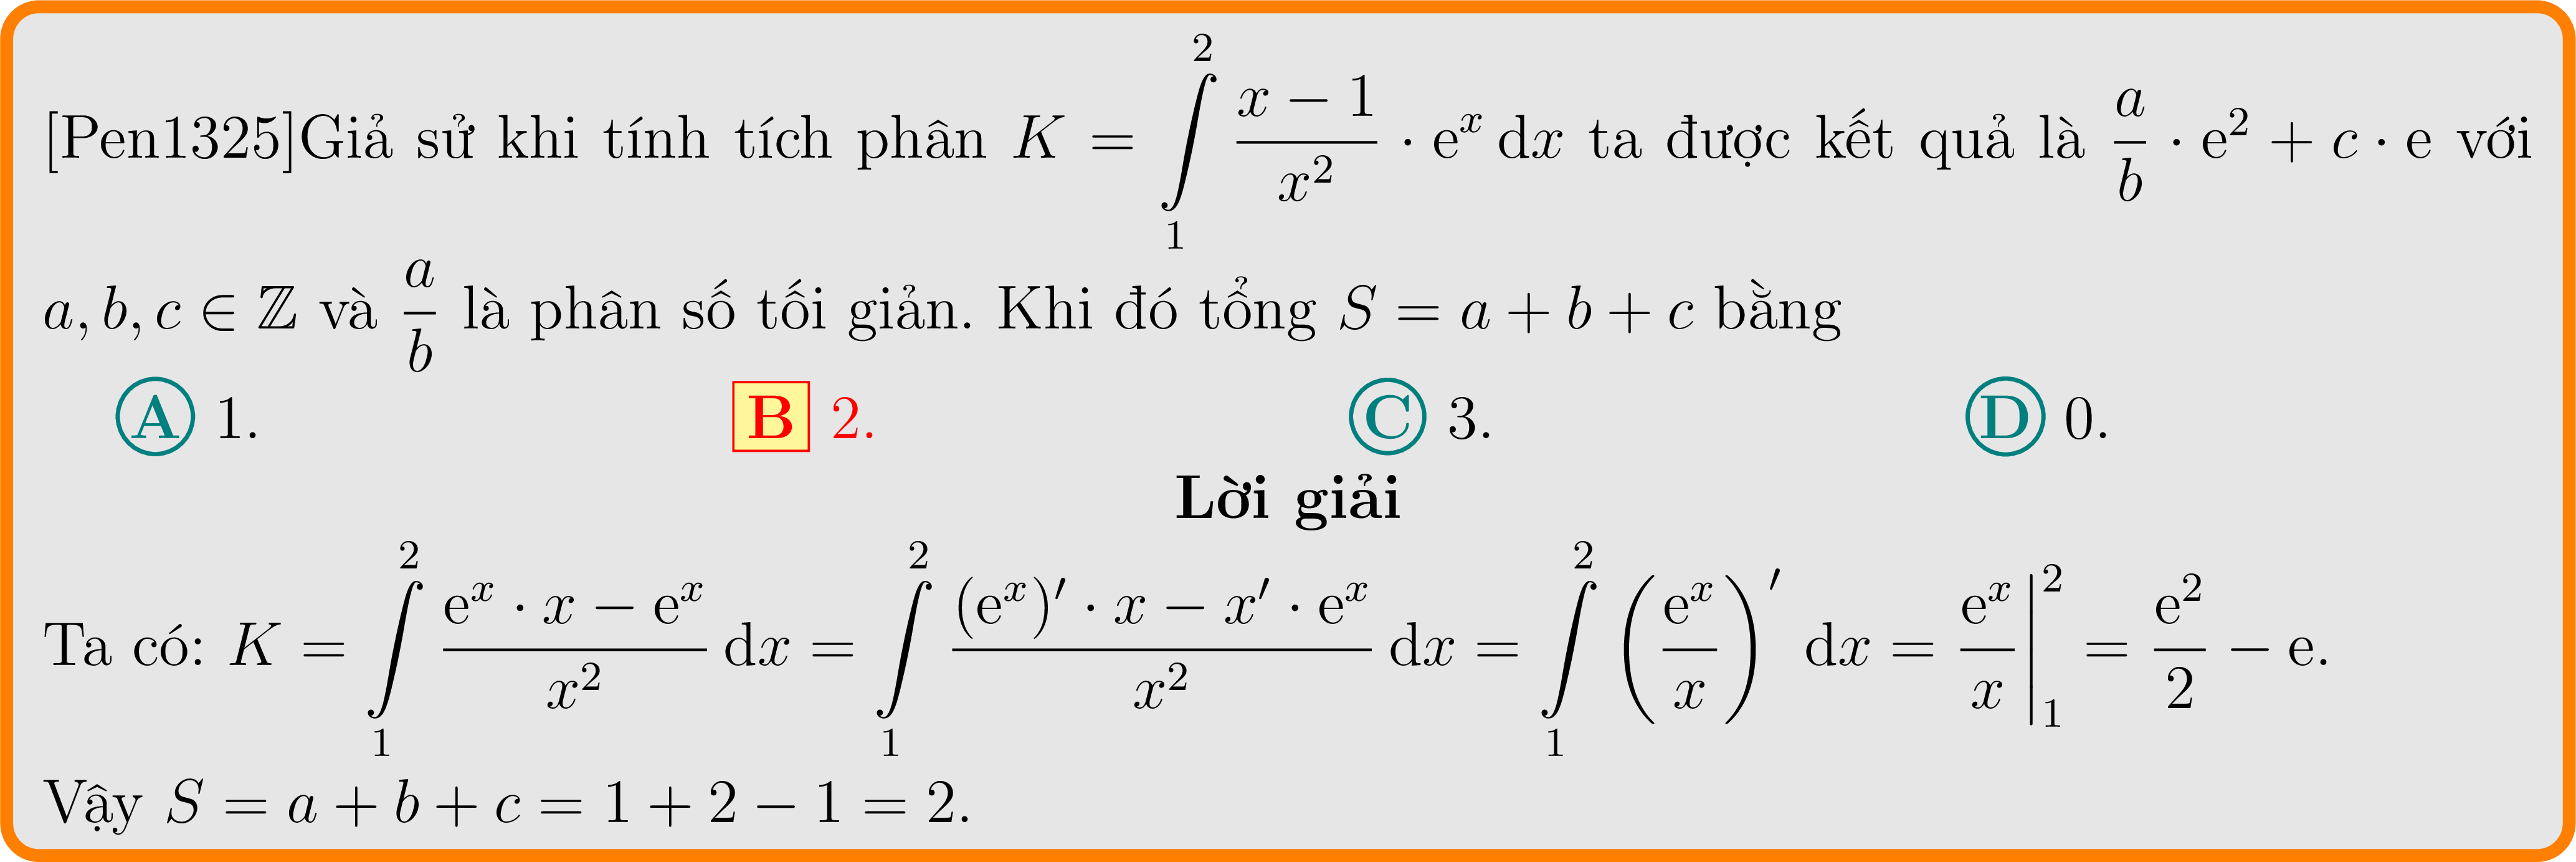 [Pen1325]Giả sử khi tính tích phân $K = \int\limits_1^2 \frac{x-1}{x^2} \cdot \mathrm{e}^x \, \mathrm{d}x$ ta được kết quả là $\frac{a}{b} \cdot \mathrm{e}^2 + c \cdot \mathrm{e}$ với
$a, b, c \in \mathbb{Z}$ và $\frac{a}{b}$ là phân số tối giản. Khi đó tổng $S = a + b + c$ bằng
A 1. B 2. C 3. D 0.
Lời giải
Ta có: $K = \int\limits_1^2 \frac{\mathrm{e}^x \cdot x - \mathrm{e}^x}{x^2} \, \mathrm{d}x = \int\limits_1^2 \frac{(\mathrm{e}^x)' \cdot x - x' \cdot \mathrm{e}^x}{x^2} \, \mathrm{d}x = \int\limits_1^2 \left(\frac{\mathrm{e}^x}{x}\right)' \, \mathrm{d}x = \left.\frac{\mathrm{e}^x}{x}\right|_1^2 = \frac{\mathrm{e}^2}{2} - \mathrm{e}.$
Vậy $S = a + b + c = 1 + 2 - 1 = 2.$